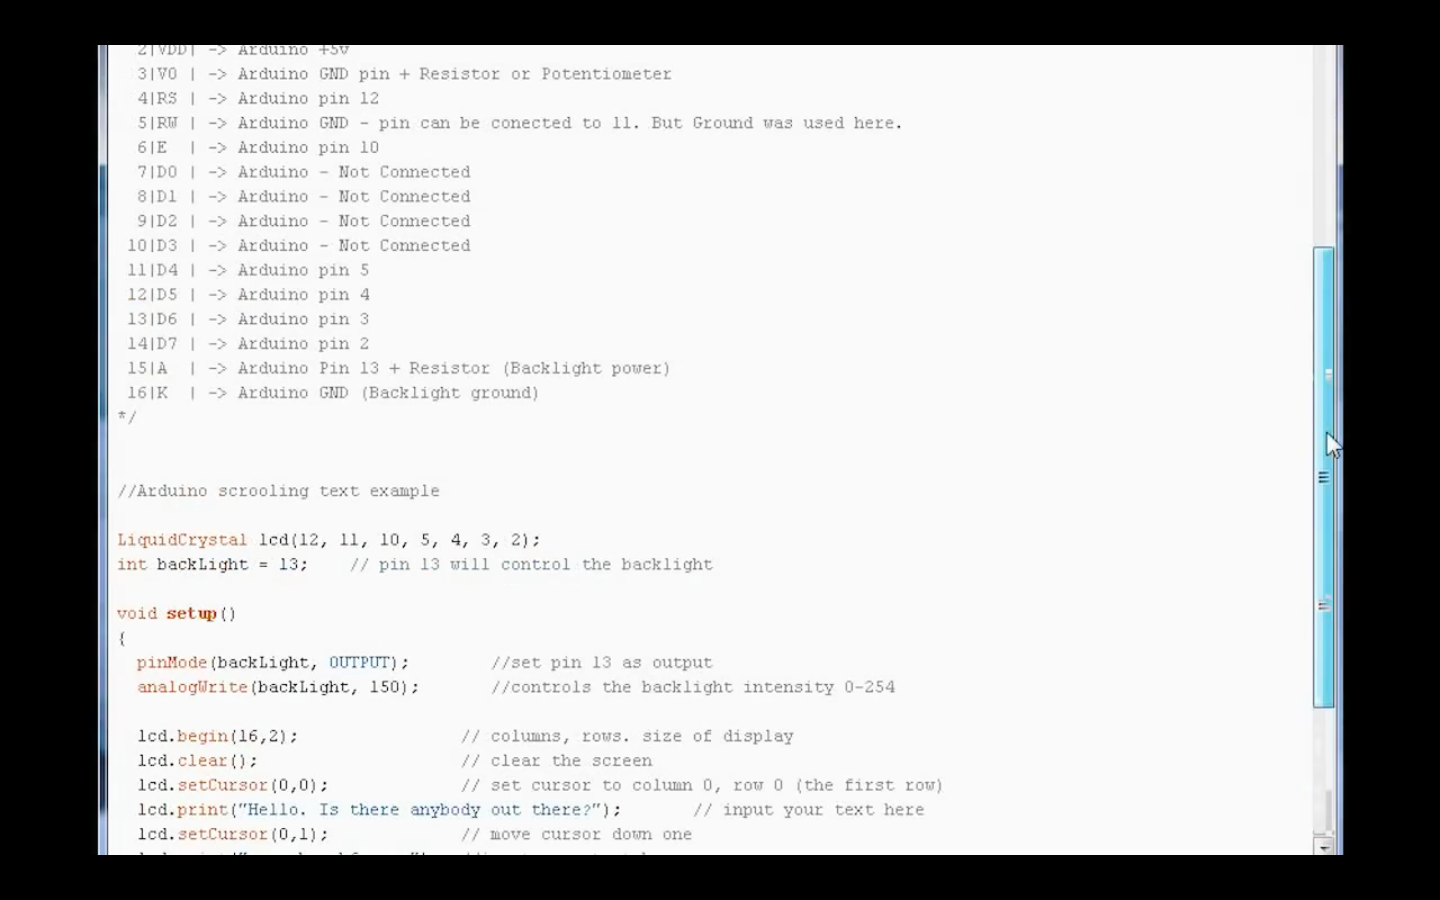 2|VDD| -> Arduino +5v
3|V0 | -> Arduino GND pin + Resistor or Potentiometer
4|RS | -> Arduino pin 12
5|RW | -> Arduino GND - pin can be conected to 11. But Ground was used here.
6|E | -> Arduino pin 10
7|D0 | -> Arduino - Not Connected
8|D1 | -> Arduino - Not Connected
9|D2 | -> Arduino - Not Connected
10|D3 | -> Arduino - Not Connected
11|D4 | -> Arduino pin 5
12|D5 | -> Arduino pin 4
13|D6 | -> Arduino pin 3
14|D7 | -> Arduino pin 2
15|A | -> Arduino Pin 13 + Resistor (Backlight power)
16|K | -> Arduino GND (Backlight ground)
*/
//Arduino scrooling text example
LiquidCrystal lcd(12, 11, 10, 5, 4, 3, 2);
int backLight = 13; // pin 13 will control the backlight
void setup()
{
pinMode(backLight, OUTPUT); //set pin 13 as output
analogWrite(backLight, 150); //controls the backlight intensity 0-254
lcd.begin(16,2); // columns, rows. size of display
lcd.clear(); // clear the screen
lcd.setCursor(0,0); // set cursor to column 0, row 0 (the first row)
lcd.print("Hello. Is there anybody out there?"); // input your text here
lcd.setCursor(0,1); // move cursor down one